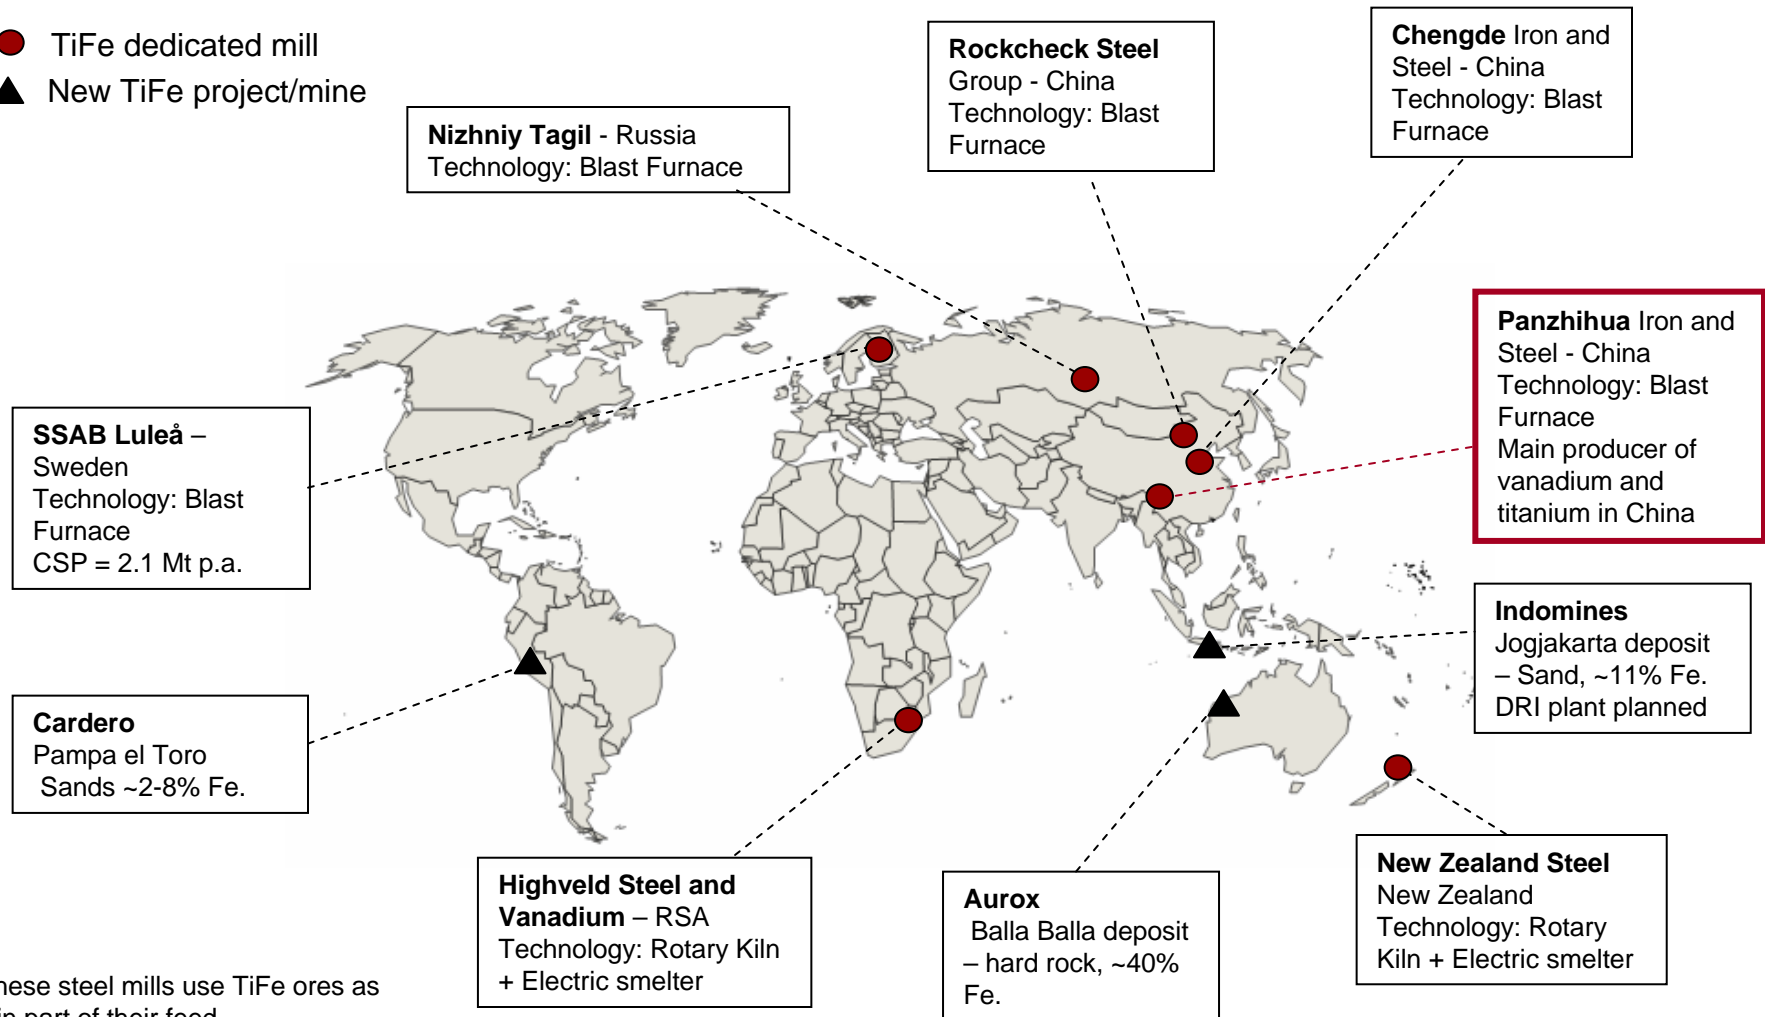 TiFe dedicated mill
New TiFe project/mine
Nizhniy Tagil - Russia
Technology: Blast Furnace
Rockcheck Steel
Group - China
Technology: Blast
Furnace
Chengde Iron and
Steel - China
Technology: Blast
Furnace
Panzhihua Iron and
Steel - China
Technology: Blast
Furnace
Main producer of
vanadium and
titanium in China
SSAB Luleå –
Sweden
Technology: Blast
Furnace
CSP = 2.1 Mt p.a.
Indomines
Jogjakarta deposit
– Sand, ~11% Fe.
DRI plant planned
Cardero
Pampa el Toro
Sands ~2-8% Fe.
Highveld Steel and
Vanadium – RSA
Technology: Rotary Kiln
+ Electric smelter
Aurox
Balla Balla deposit
– hard rock, ~40%
Fe.
New Zealand Steel
New Zealand
Technology: Rotary
Kiln + Electric smelter
steel mills use TiFe ores as
part of their feed